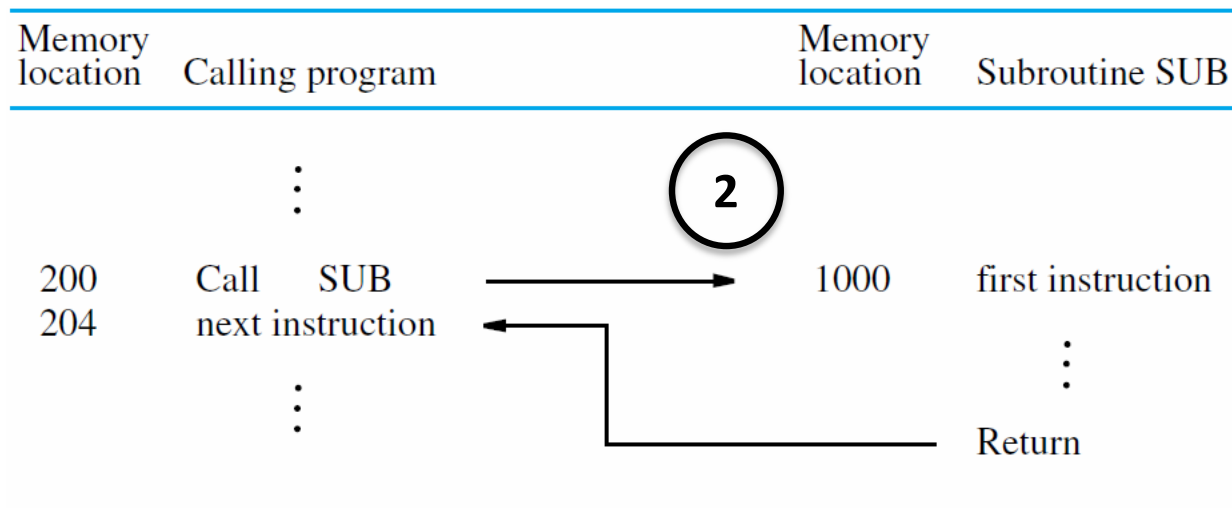 Memory location Calling program Memory location Subroutine SUB
2
200 Call SUB 1000 first instruction
204 next instruction
Return